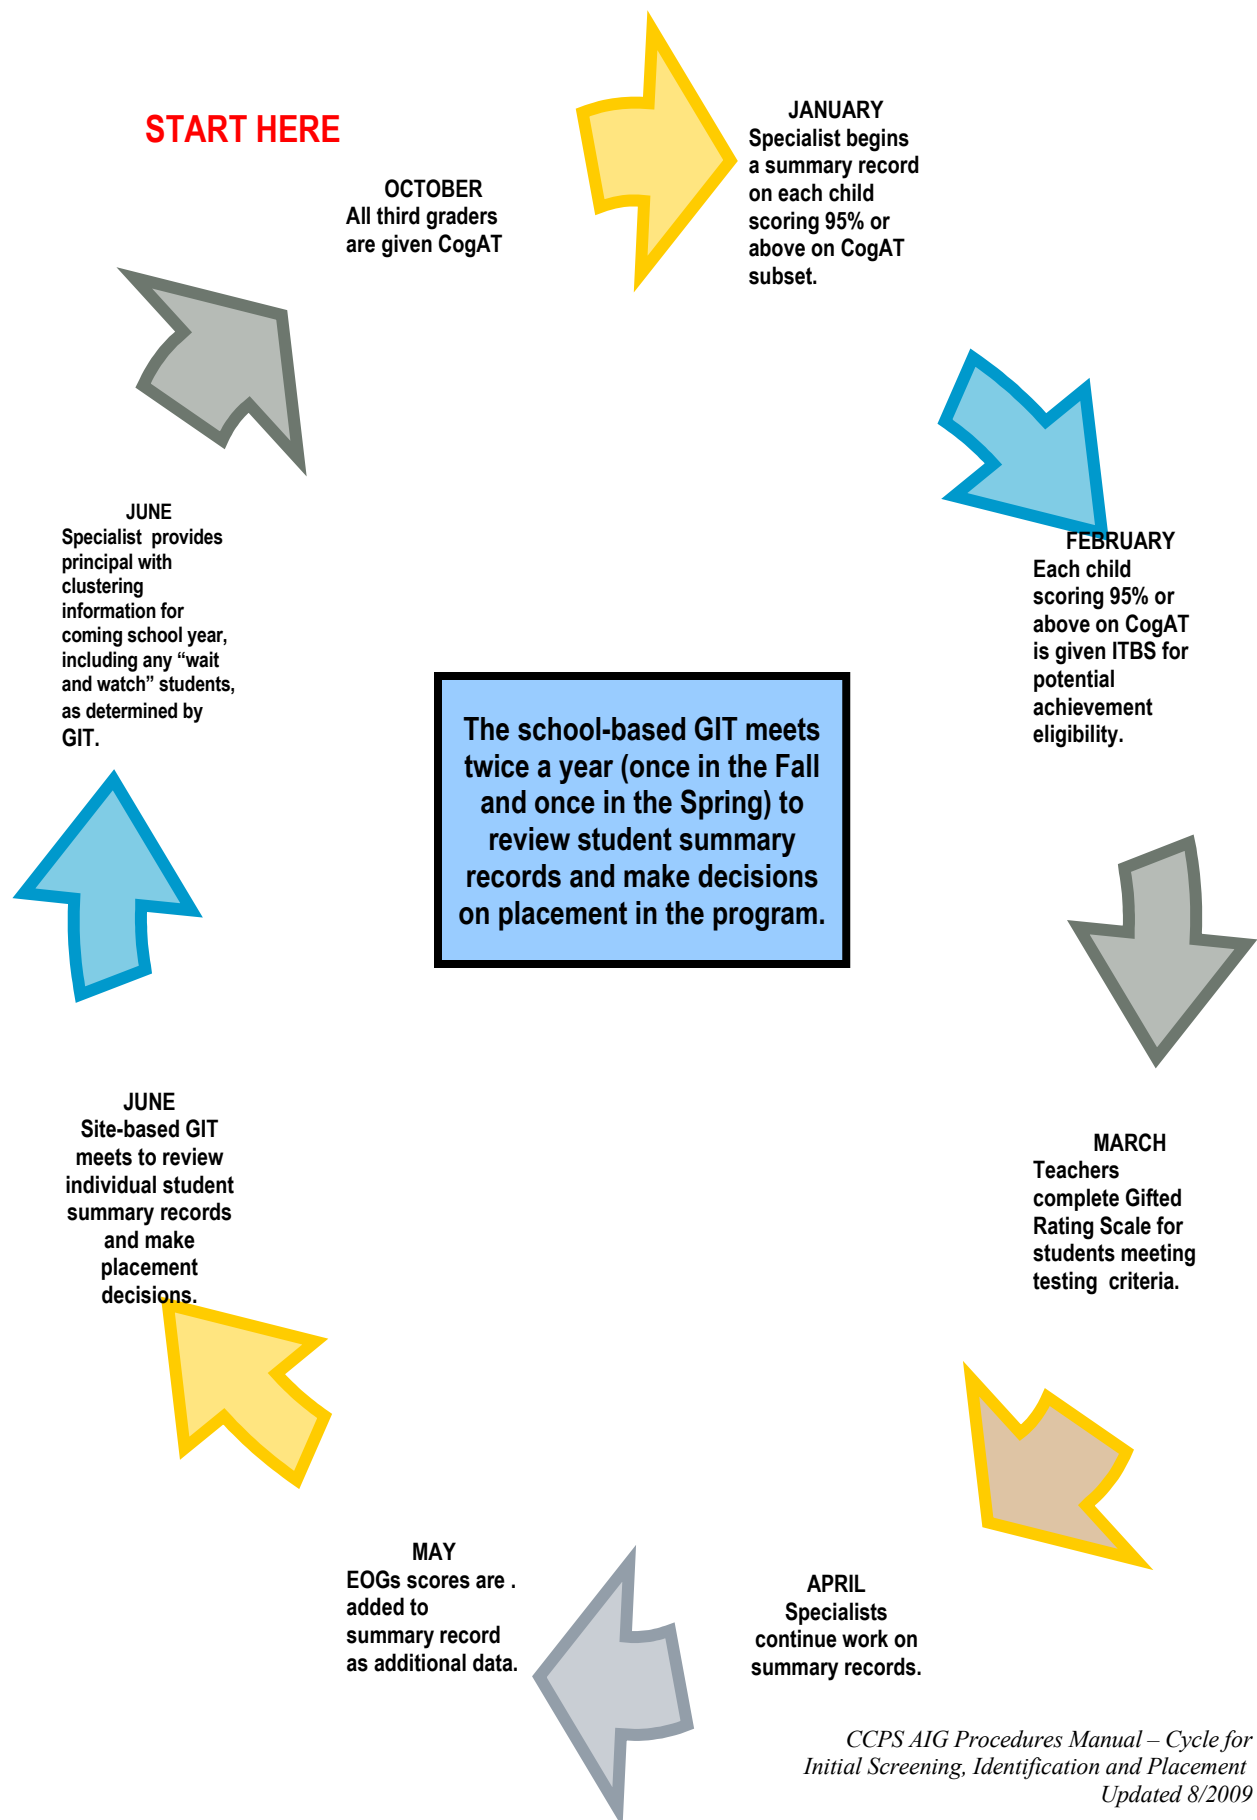 START HERE
OCTOBER
All third graders
are given CogAT
JANUARY
Specialist begins
a summary record
on each child
scoring 95% or
above on CogAT
subset.
FEBRUARY
Each child
scoring 95% or
above on CogAT
is given ITBS for
potential
achievement
eligibility.
MARCH
Teachers
complete Gifted
Rating Scale for
students meeting
testing criteria.
APRIL
Specialists
continue work on
summary records.
MAY
EOGs scores are .
added to
summary record
as additional data.
JUNE
Site-based GIT
meets to review
individual student
summary records
and make
placement
decisions.
JUNE
Specialist provides
principal with
clustering
information for
coming school year,
including any “wait
and watch” students,
as determined by
GIT.
The school-based GIT meets
twice a year (once in the Fall
and once in the Spring) to
review student summary
records and make decisions
on placement in the program.
CCPS AIG Procedures Manual – Cycle for
Initial Screening, Identification and Placement
Updated 8/2009